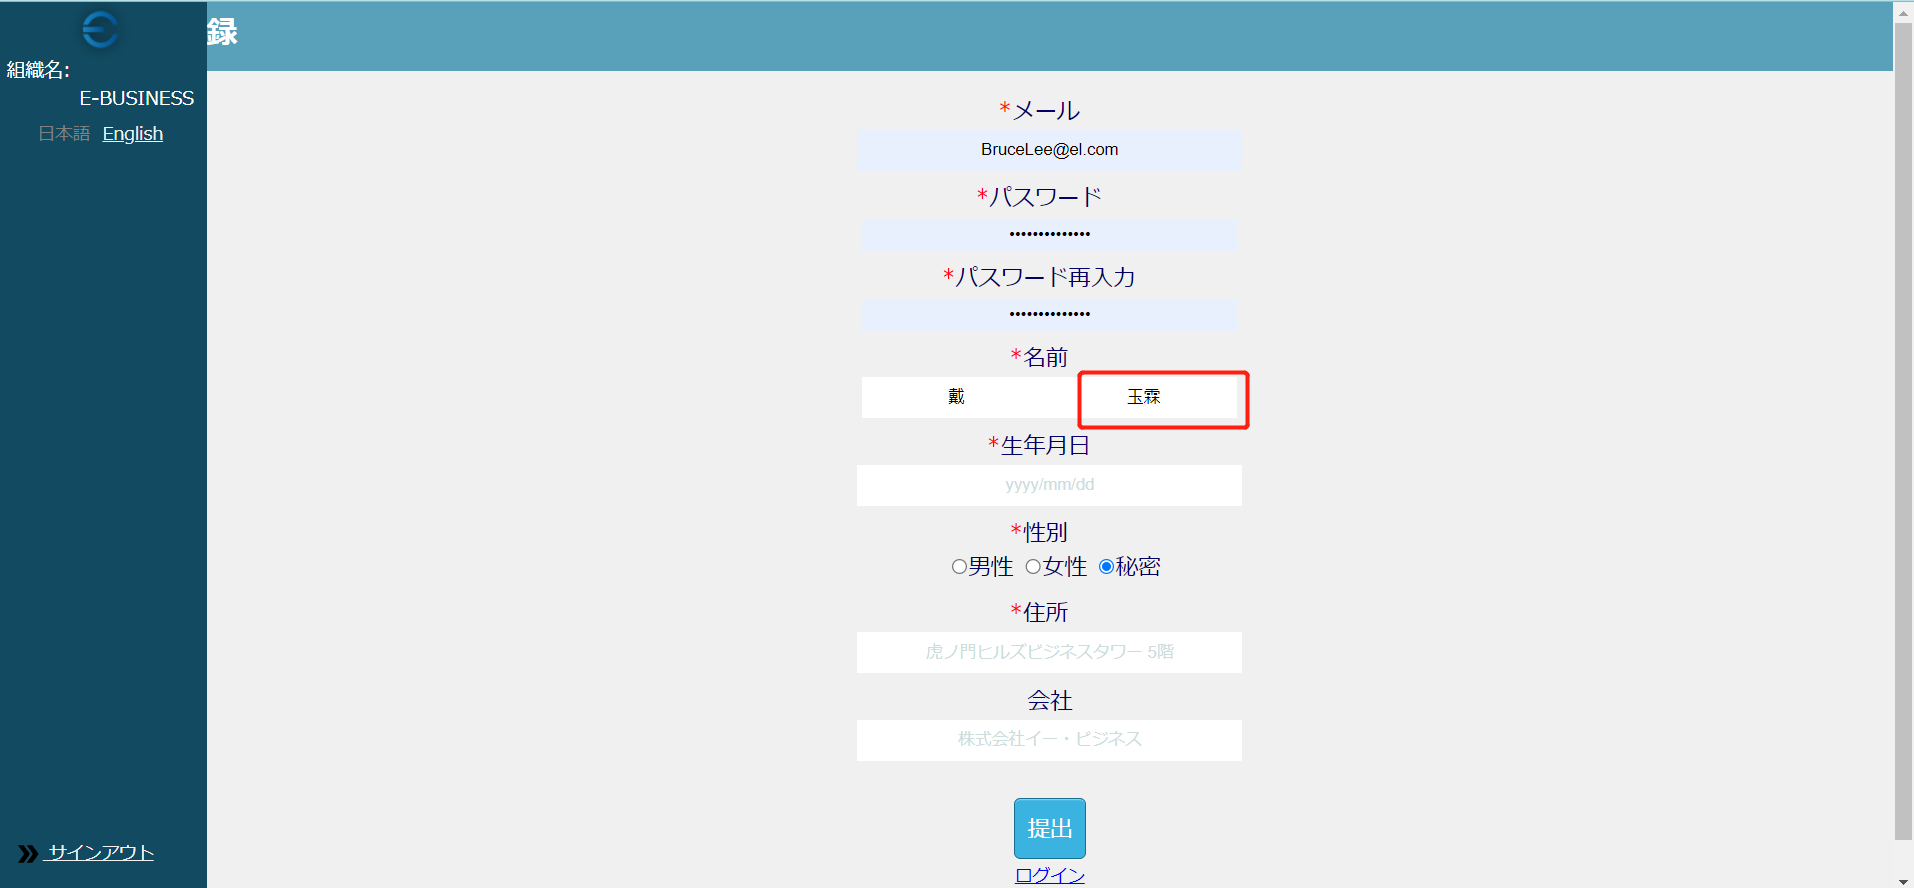 録
組織名:
E-BUSINESS
日本語 English
*メール
BruceLee@el.com
*パスワード
••••••••••••••
*パスワード再入力
••••••••••••••
*名前
戴 玉霖
*生年月日
yyyy/mm/dd
*性別
男性 女性 秘密
*住所
虎ノ門ヒルズビジネスタワー 5階
会社
株式会社イー・ビジネス
提出
ログイン
サインアウト